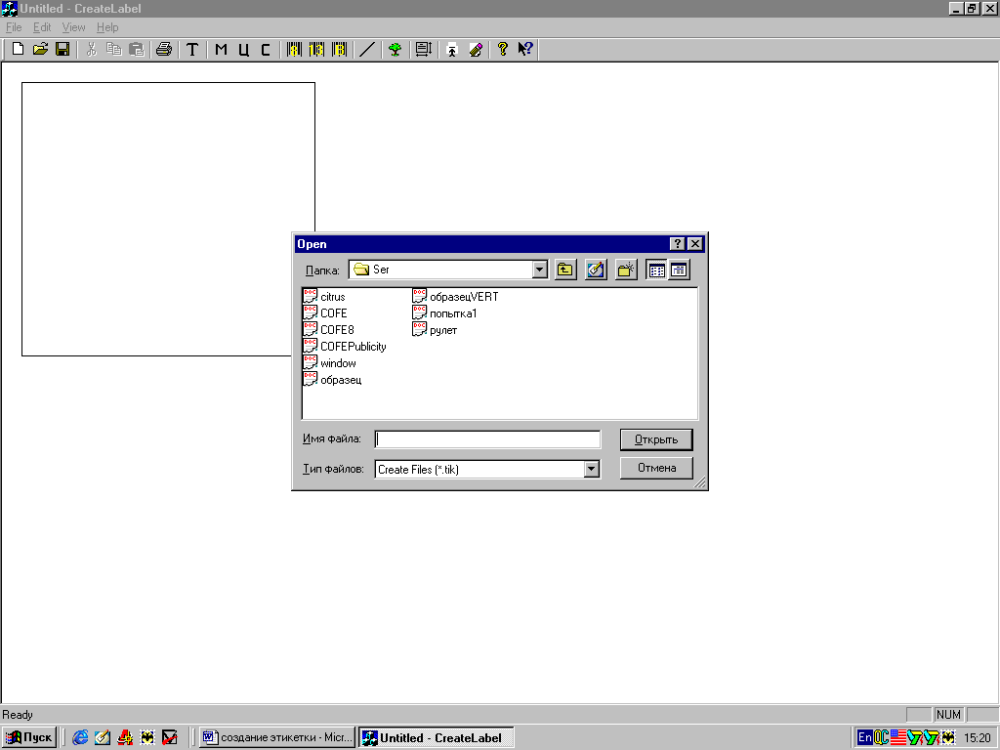 Untitled - CreateLabel
File Edit View Help
T М Ц С
Open
Папка: Ser
citrus
COFE
COFE8
COFEPublicity
window
образец
образецVERT
попытка1
рулет
Имя файла:
Открыть
Тип файлов: Create Files (*.tik)
Отмена
Ready
NUM
Пуск
создание этикетки - Micr...
Untitled - CreateLabel
En
15:20